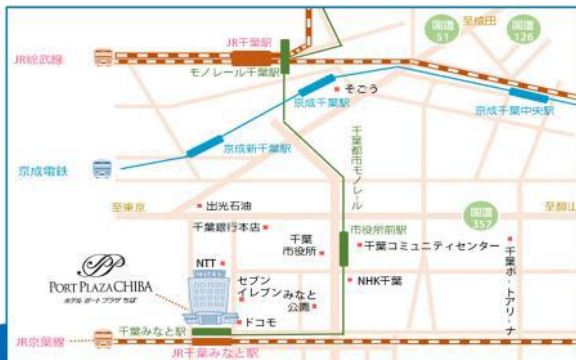 JR千葉駅
至成田
国道
51
国道
126
JR総武線
モノレール千葉駅
そごう
京成千葉駅
京成千葉中央駅
京成新千葉駅
京成電鉄
千葉都市モノレール
至東京
出光石油
国道
357
至館山
千葉銀行本店
市役所前駅
千葉
市役所
千葉コミュニティセンター
千葉ポートアリーナ
NTT
HOTEL
PORT PLAZA CHIBA
ホテル ポートプラザ ちば
セブン
イレブン
みなと
公園
NHK千葉
ドコモ
千葉みなと駅
JR京葉線
JR千葉みなと駅